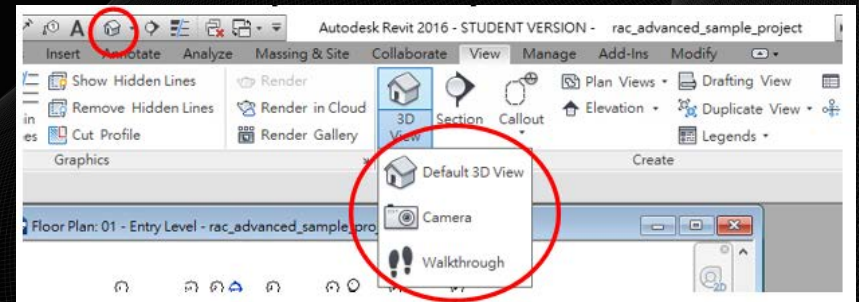 A Autodesk Revit 2016 - STUDENT VERSION - rac_advanced_sample_project
Insert Annotate Analyze Massing & Site Collaborate View Manage Add-Ins Modify
Show Hidden Lines Render Plan Views Drafting View
Remove Hidden Lines Render in Cloud 3D View Section Callout Elevation Duplicate View
Cut Profile Render Gallery Legends
Graphics Create
Default 3D View
Floor Plan: 01 - Entry Level - rac_advanced_sample_pro
Camera
Walkthrough
2D